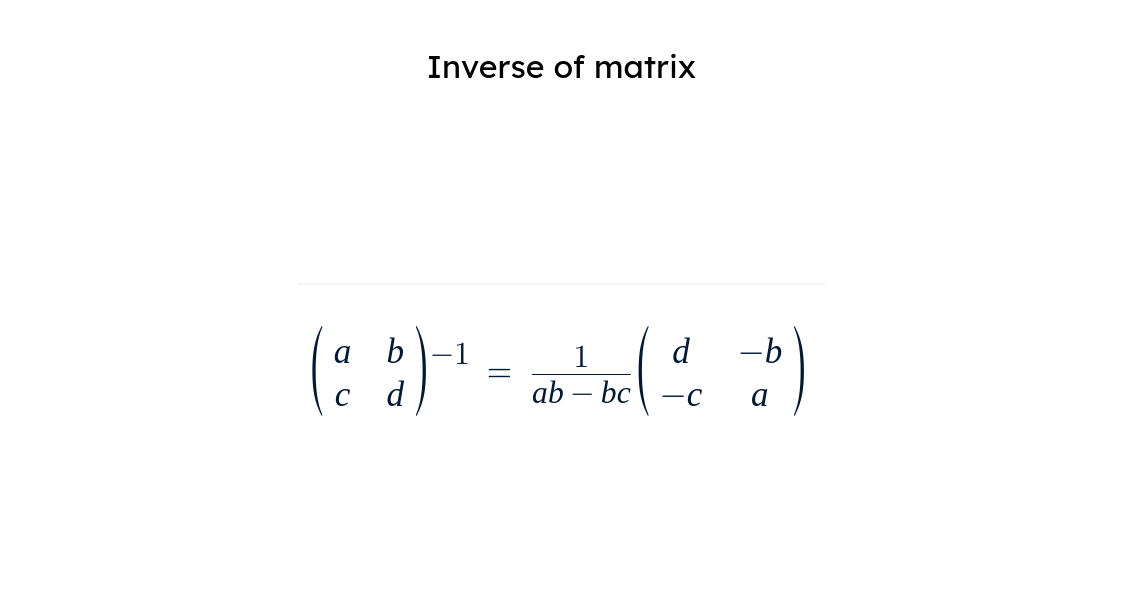 Inverse of matrix
(a b
c d)−1 = 1/(ab − bc) (d −b
−c a)